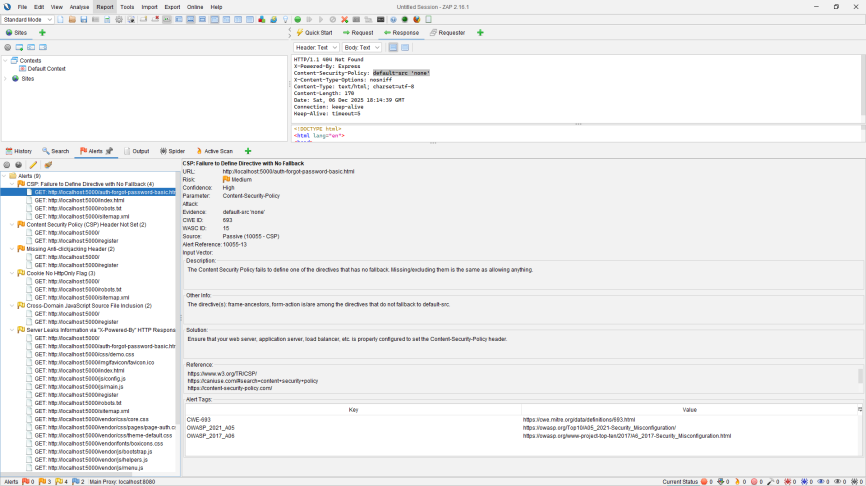 File Edit View Analyse Report Tools Import Export Online Help
Untitled Session - ZAP 2.16.1
Standard Mode
Sites
Quick Start Request Response Requester
Header: Text Body: Text
Contexts
Default Context
Sites
HTTP/1.1 404 Not Found
X-Powered-By: Express
Content-Security-Policy: default-src 'none'
X-Content-Type-Options: nosniff
Content-Type: text/html; charset=utf-8
Content-Length: 170
Date: Sat, 06 Dec 2025 18:14:39 GMT
Connection: keep-alive
Keep-Alive: timeout=5
<!DOCTYPE html>
<html lang="en">
History Search Alerts Output Spider Active Scan
Alerts (9)
CSP: Failure to Define Directive with No Fallback (4)
GET: http://localhost:5000/auth-forgot-password-basic.html
GET: http://localhost:5000/index.html
GET: http://localhost:5000/robots.txt
GET: http://localhost:5000/sitemap.xml
Content Security Policy (CSP) Header Not Set (2)
GET: http://localhost:5000/
GET: http://localhost:5000/register
Missing Anti-clickjacking Header (2)
GET: http://localhost:5000/
GET: http://localhost:5000/register
Cookie No HttpOnly Flag (3)
GET: http://localhost:5000/
GET: http://localhost:5000/robots.txt
GET: http://localhost:5000/sitemap.xml
Cross-Domain JavaScript Source File Inclusion (2)
GET: http://localhost:5000/
GET: http://localhost:5000/register
Server Leaks Information via "X-Powered-By" HTTP Respons
GET: http://localhost:5000/
GET: http://localhost:5000/auth-forgot-password-basic.ht
GET: http://localhost:5000/css/demo.css
GET: http://localhost:5000/img/favicon/favicon.ico
GET: http://localhost:5000/index.html
GET: http://localhost:5000/js/config.js
GET: http://localhost:5000/js/main.js
GET: http://localhost:5000/register
GET: http://localhost:5000/robots.txt
GET: http://localhost:5000/sitemap.xml
GET: http://localhost:5000/vendor/css/core.css
GET: http://localhost:5000/vendor/css/pages/page-auth.cs
GET: http://localhost:5000/vendor/css/theme-default.css
GET: http://localhost:5000/vendor/fonts/boxicons.css
GET: http://localhost:5000/vendor/js/bootstrap.js
GET: http://localhost:5000/vendor/js/helpers.js
GET: http://localhost:5000/vendor/js/menu.js
CSP: Failure to Define Directive with No Fallback
URL: http://localhost:5000/auth-forgot-password-basic.html
Risk: Medium
Confidence: High
Parameter: Content-Security-Policy
Attack:
Evidence: default-src 'none'
CWE ID: 693
WASC ID: 15
Source: Passive (10055 - CSP)
Alert Reference: 10055-13
Input Vector:
Description:
The Content Security Policy fails to define one of the directives that has no fallback. Missing/excluding them is the same as allowing anything.
Other Info:
The directive(s): frame-ancestors, form-action is/are among the directives that do not fallback to default-src.
Solution:
Ensure that your web server, application server, load balancer, etc. is properly configured to set the Content-Security-Policy header.
Reference:
https://www.w3.org/TR/CSP/
https://caniuse.com/#search=content+security+policy
https://content-security-policy.com/
Alert Tags:
Key Value
CWE-693 https://cwe.mitre.org/data/definitions/693.html
OWASP_2021_A05 https://owasp.org/Top10/A05_2021-Security_Misconfiguration/
OWASP_2017_A06 https://owasp.org/www-project-top-ten/2017/A6_2017-Security_Misconfiguration.html
Alerts 0 3 4 2 Main Proxy: localhost:8080
Current Status 0 0 0 0 0 0 0 0 0 0